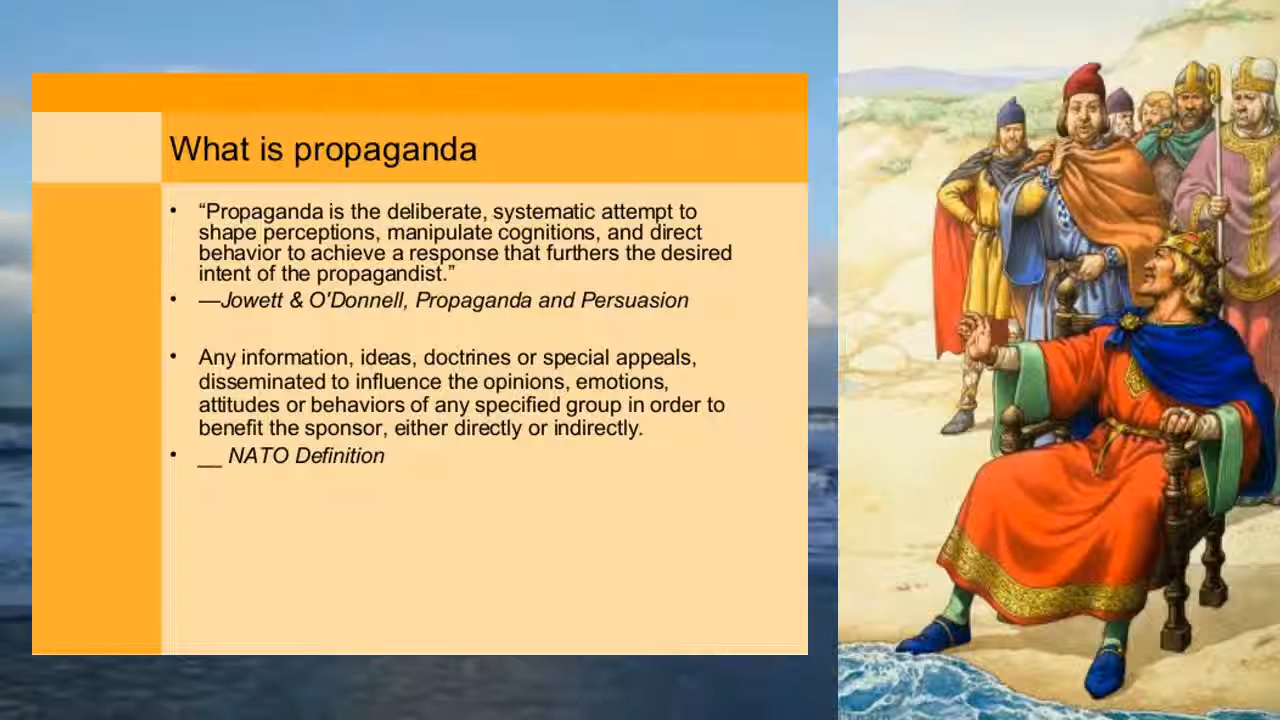 What is propaganda
• “Propaganda is the deliberate, systematic attempt to
shape perceptions, manipulate cognitions, and direct
behavior to achieve a response that furthers the desired
intent of the propagandist.”
• —Jowett & O'Donnell, Propaganda and Persuasion
• Any information, ideas, doctrines or special appeals,
disseminated to influence the opinions, emotions,
attitudes or behaviors of any specified group in order to
benefit the sponsor, either directly or indirectly.
• __ NATO Definition